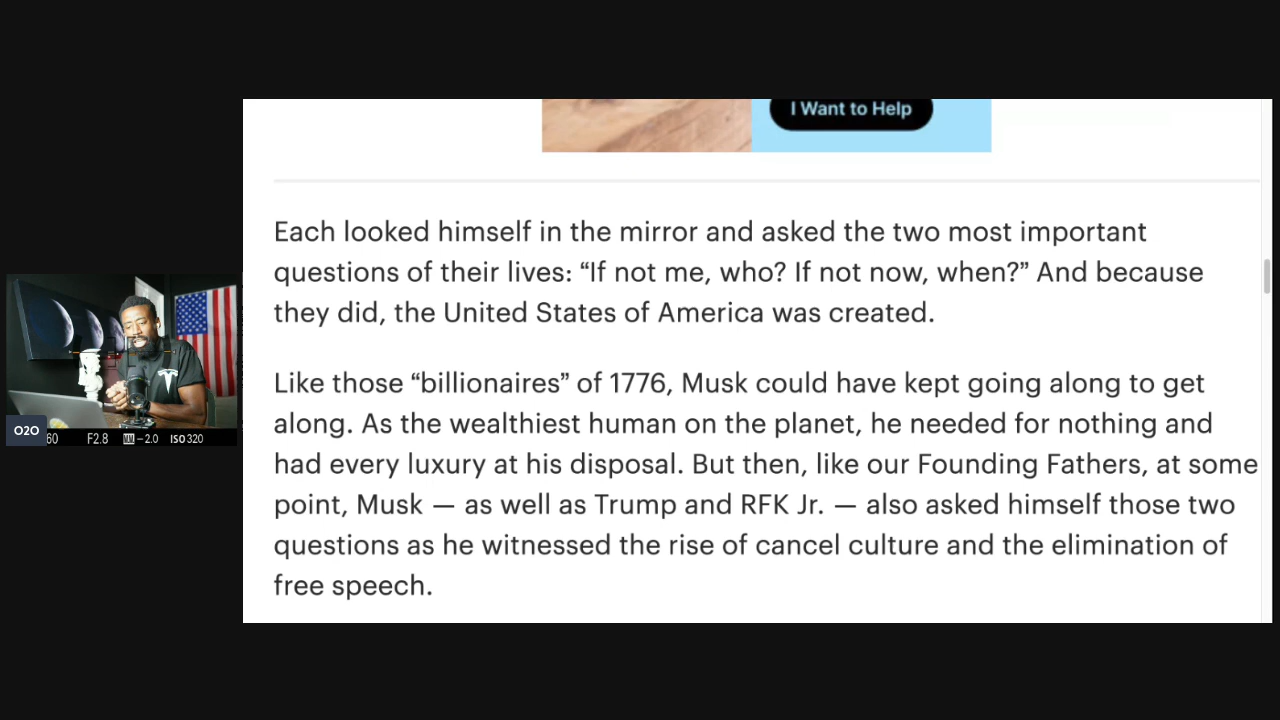 I Want to Help
Each looked himself in the mirror and asked the two most important
questions of their lives: “If not me, who? If not now, when?” And because
they did, the United States of America was created.
Like those “billionaires” of 1776, Musk could have kept going along to get
along. As the wealthiest human on the planet, he needed for nothing and
had every luxury at his disposal. But then, like our Founding Fathers, at some
point, Musk — as well as Trump and RFK Jr. — also asked himself those two
questions as he witnessed the rise of cancel culture and the elimination of
free speech.
O2O
60 F2.8 -2.0 ISO 320